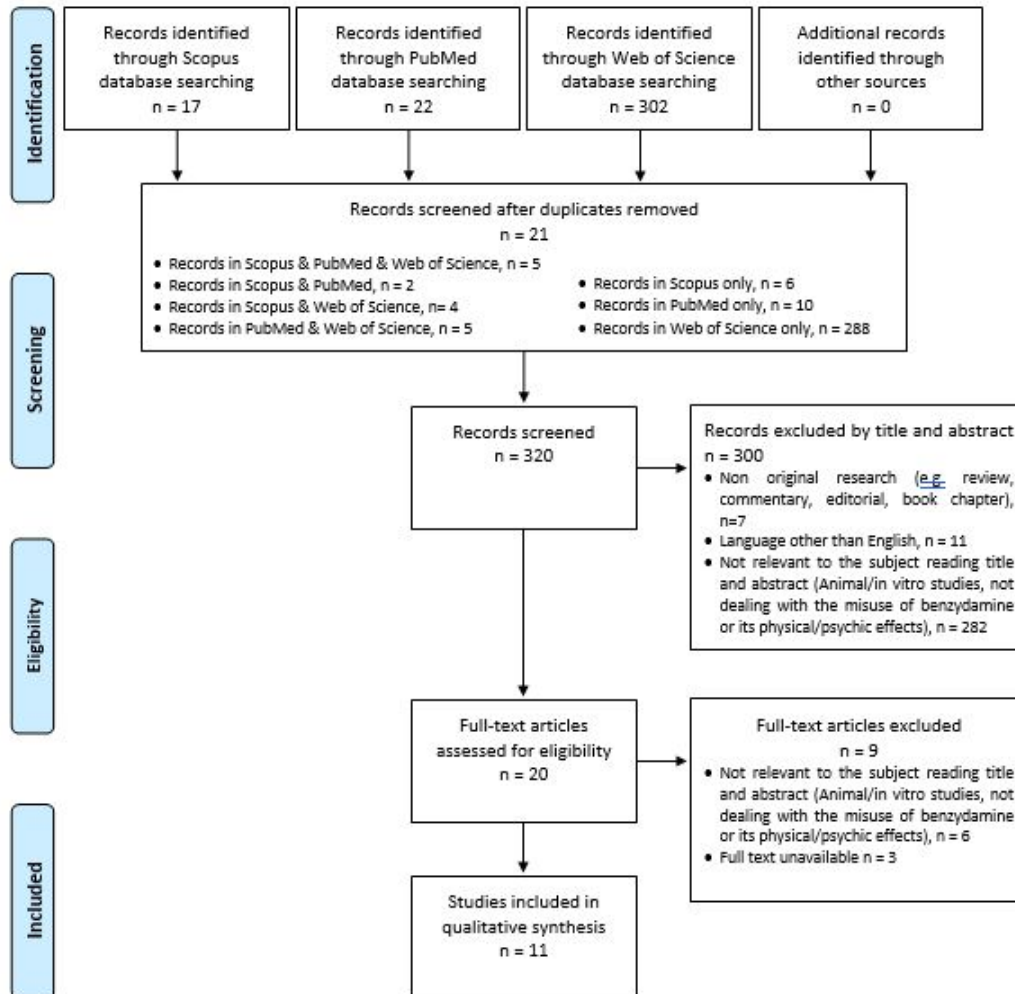 Identification
Records identified
through Scopus
database searching
n = 17
Records identified
through PubMed
database searching
n = 22
Records identified
through Web of Science
database searching
n = 302
Additional records
identified through
other sources
n = 0
Records screened after duplicates removed
n = 21
• Records in Scopus & PubMed & Web of Science, n = 5
• Records in Scopus & PubMed, n = 2
• Records in Scopus & Web of Science, n= 4
• Records in PubMed & Web of Science, n = 5
• Records in Scopus only, n = 6
• Records in PubMed only, n = 10
• Records in Web of Science only, n = 288
Screening
Records screened
n = 320
Records excluded by title and abstract
n = 300
• Non original research (e.g. review,
commentary, editorial, book chapter),
n=7
• Language other than English, n = 11
• Not relevant to the subject reading title
and abstract (Animal/in vitro studies, not
dealing with the misuse of benzydamine
or its physical/psychic effects), n = 282
Eligibility
Full-text articles
assessed for eligibility
n = 20
Full-text articles excluded
n = 9
• Not relevant to the subject reading title
and abstract (Animal/in vitro studies, not
dealing with the misuse of benzydamine
or its physical/psychic effects), n = 6
• Full text unavailable n = 3
Included
Studies included in
qualitative synthesis
n = 11